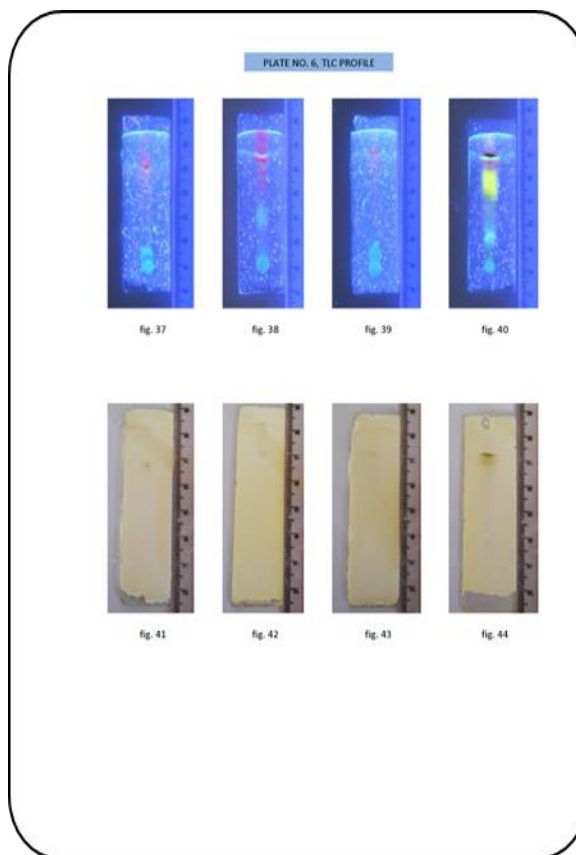 PLATE NO. 6, TLC PROFILE
fig. 37
fig. 38
fig. 39
fig. 40
fig. 41
fig. 42
fig. 43
fig. 44